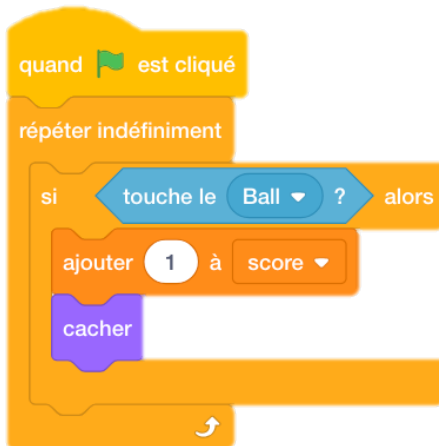 quand est cliqué
répéter indéfiniment
si touche le Ball ? alors
ajouter 1 à score
cacher